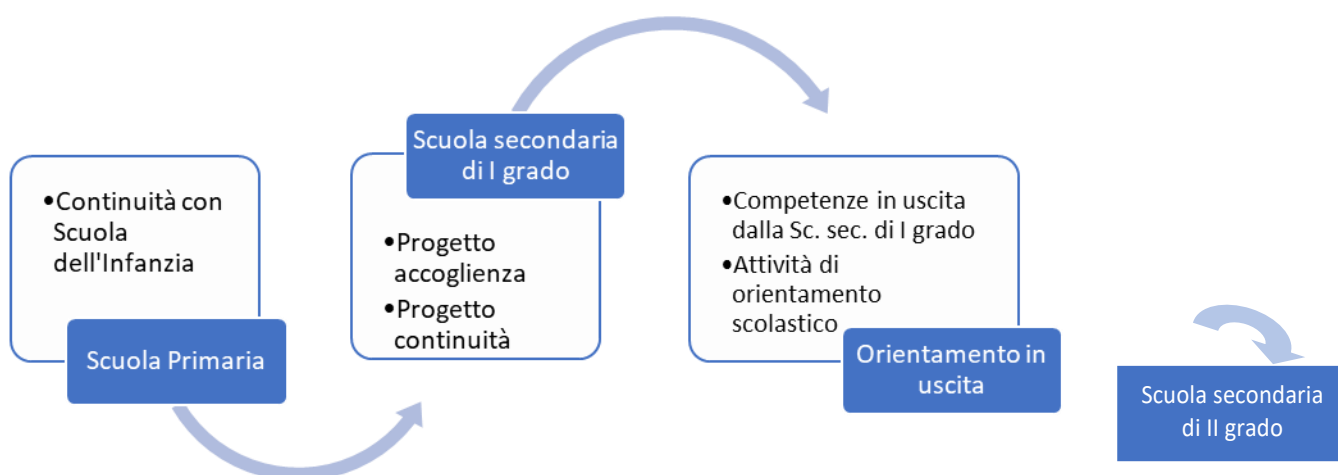 •Continuità con
Scuola
dell'Infanzia
Scuola Primaria
Scuola secondaria
di I grado
•Progetto
accoglienza
•Progetto
continuità
•Competenze in uscita
dalla Sc. sec. di I grado
•Attività di
orientamento
scolastico
Orientamento in
uscita
Scuola secondaria
di II grado